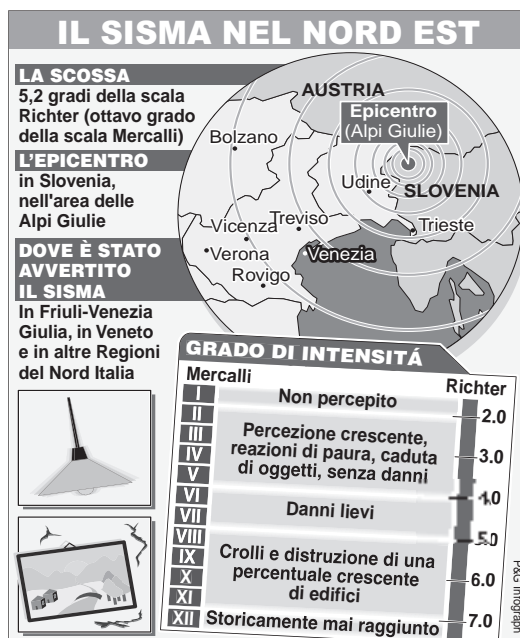 IL SISMA NEL NORD EST
LA SCOSSA
5,2 gradi della scala
Richter (ottavo grado
della scala Mercalli)
L'EPICENTRO
in Slovenia,
nell'area delle
Alpi Giulie
DOVE È STATO
AVVERTITO
IL SISMA
In Friuli-Venezia
Giulia, in Veneto
e in altre Regioni
del Nord Italia
AUSTRIA
Epicentro
(Alpi Giulie)
Bolzano
Udine
SLOVENIA
Vicenza
Treviso
Trieste
Verona
Venezia
Rovigo
GRADO DI INTENSITÁ
Mercalli
Richter
I
Non percepito
II
2.0
III
Percezione crescente,
reazioni di paura, caduta
di oggetti, senza danni
IV
3.0
V
VI
4.0
Danni lievi
VII
VIII
5.0
IX
Crolli e distruzione di una
percentuale crescente
di edifici
X
6.0
XI
XII
Storicamente mai raggiunto
7.0
P&G Infograph